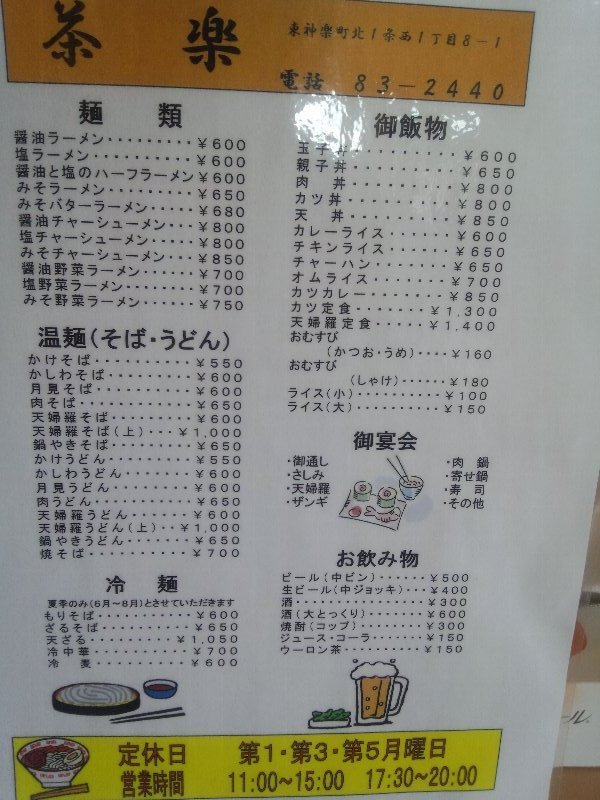 茶楽
東神楽町北1条西1丁目8-1
電話 83-2440
麺類
醤油ラーメン・・・・・・・・・¥600
塩ラーメン・・・・・・・・・・¥600
醤油と塩のハーフラーメン¥600
みそラーメン・・・・・・・・・¥650
みそバターラーメン・・・・・¥680
醤油チャーシューメン・・・・¥800
塩チャーシューメン・・・・・¥800
みそチャーシューメン・・・・¥850
醤油野菜ラーメン・・・・・・¥700
塩野菜ラーメン・・・・・・・¥700
みそ野菜ラーメン・・・・・・¥750
温麺(そば・うどん)
かけそば・・・・・・・・・・¥550
かしわそば・・・・・・・・・¥600
月見そば・・・・・・・・・・¥600
肉そば・・・・・・・・・・・¥650
天婦羅そば・・・・・・・・・¥600
天婦羅そば(上)・・・¥1,000
鍋やきそば・・・・・・・・・¥650
かけうどん・・・・・・・・・¥550
かしわうどん・・・・・・・・¥600
月見うどん・・・・・・・・・¥600
肉うどん・・・・・・・・・・¥650
天婦羅うどん・・・・・・・・¥600
天婦羅うどん(上)・・¥1,000
鍋やきうどん・・・・・・・・¥650
焼そば・・・・・・・・・・・¥700
冷麺
夏季のみ(6月~8月)とさせていただきます
もりそば・・・・・・・・・・¥600
ざるそば・・・・・・・・・・¥650
天ざる・・・・・・・・・・¥1,050
冷中華・・・・・・・・・・・¥700
冷麦・・・・・・・・・・・・¥600
御飯物
玉子丼・・・・・・・・・・・¥600
親子丼・・・・・・・・・・・¥650
肉丼・・・・・・・・・・・・¥800
カツ丼・・・・・・・・・・・¥800
天丼・・・・・・・・・・・・¥850
カレーライス・・・・・・・・¥600
チキンライス・・・・・・・・¥650
チャーハン・・・・・・・・・¥650
オムライス・・・・・・・・・¥700
カツカレー・・・・・・・・・¥850
カツ定食・・・・・・・・¥1,300
天婦羅定食・・・・・・・¥1,400
おむすび
(かつお・うめ)・・・・¥160
おむすび
(しゃけ)・・・・・・・¥180
ライス(小)・・・・・・・・¥100
ライス(大)・・・・・・・・¥150
御宴会
・御通し
・さしみ
・天婦羅
・ザンギ
・肉鍋
・寄せ鍋
・寿司
・その他
お飲み物
ビール(中ビン)・・・・・・¥500
生ビール(中ジョッキ)・・・¥400
酒・・・・・・・・・・・・・¥300
酒(大とっくり)・・・・・・¥600
焼酎(コップ)・・・・・・・¥300
ジュース・コーラ・・・・・・¥150
ウーロン茶・・・・・・・・・¥150
定休日 第1・第3・第5月曜日
営業時間 11:00~15:00 17:30~20:00